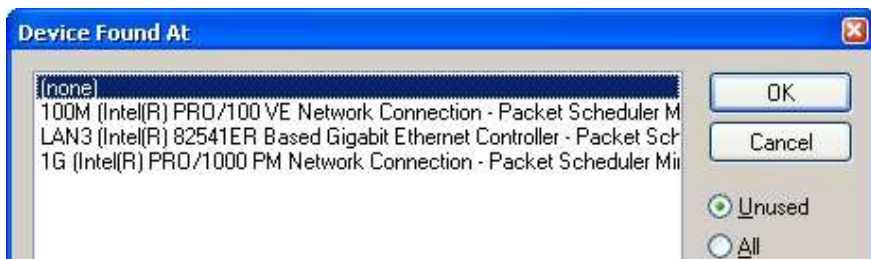 Device Found At
(none)
100M (Intel(R) PRO/100 VE Network Connection - Packet Scheduler M
LAN3 (Intel(R) 82541ER Based Gigabit Ethernet Controller - Packet Sch
1G (Intel(R) PRO/1000 PM Network Connection - Packet Scheduler Mi
OK
Cancel
Unused
All